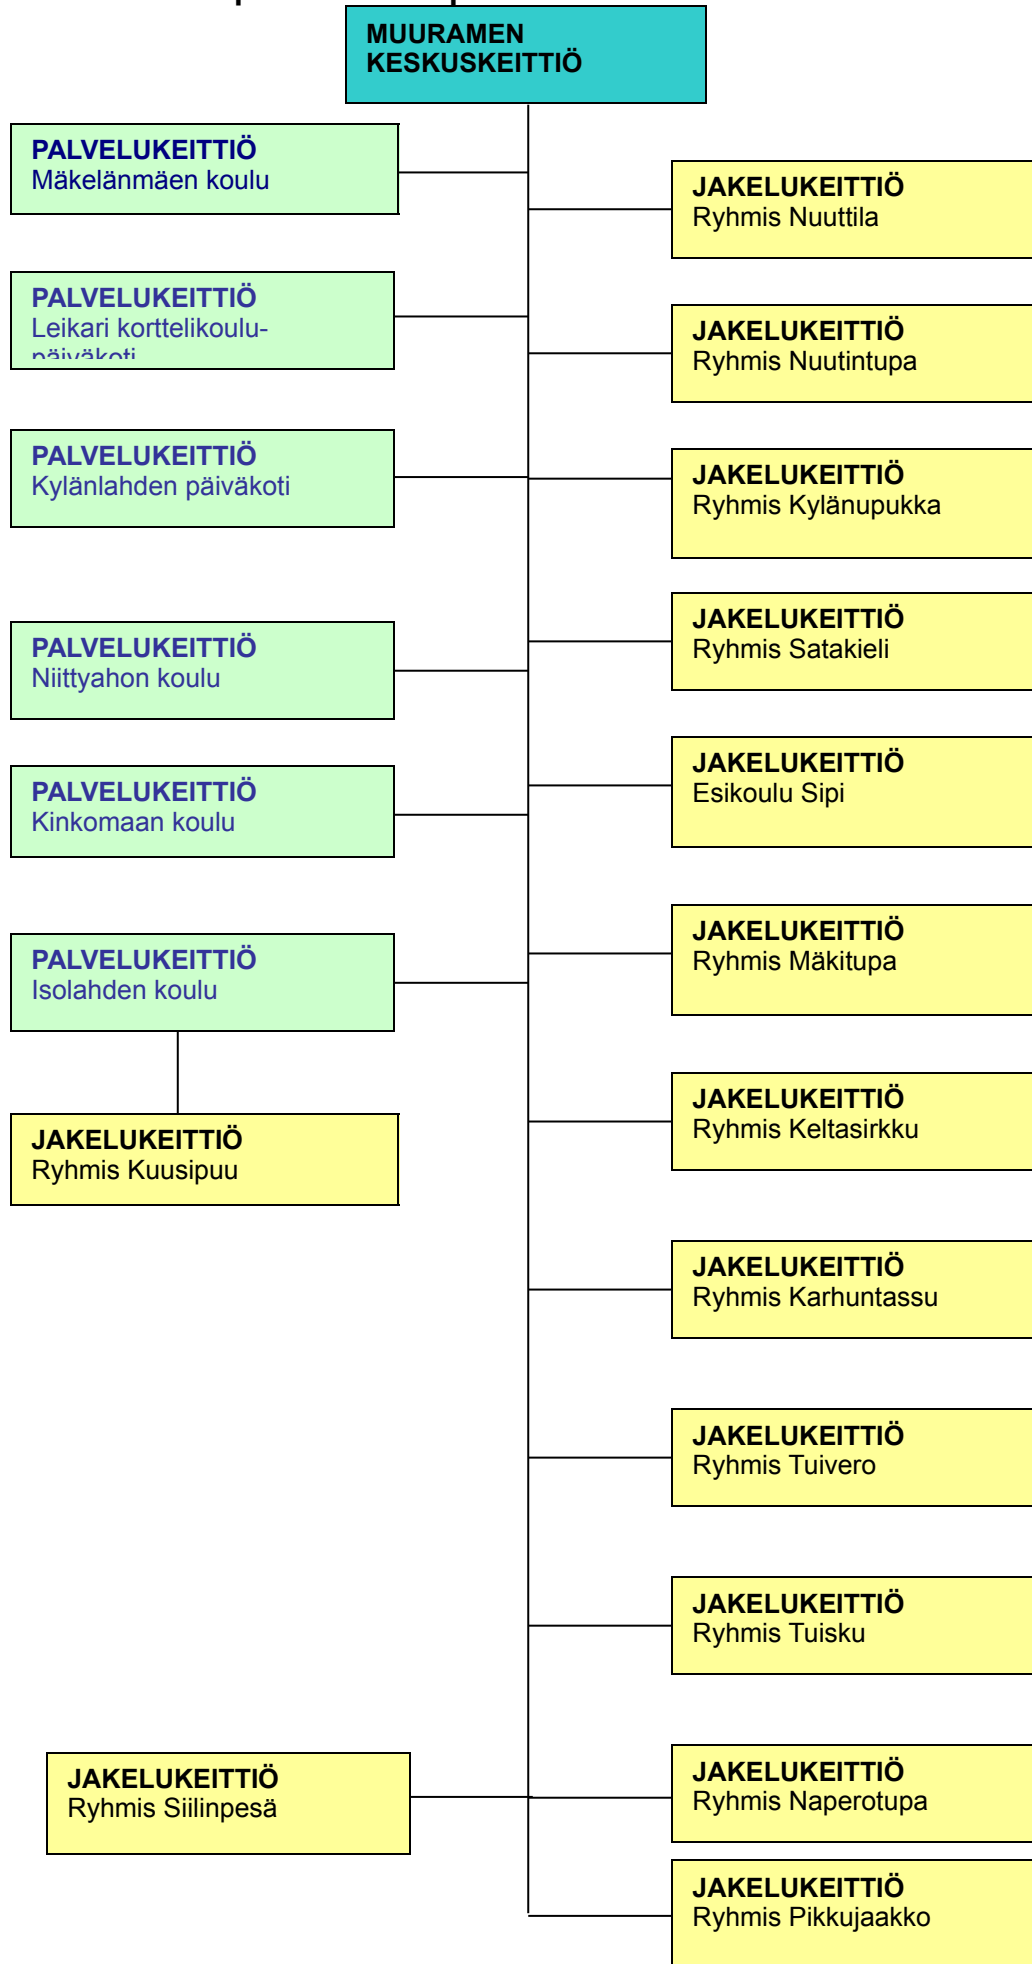 MUURAMEN
KESKUSKEITTIÖ
PALVELUKEITTIÖ
Mäkelänmäen koulu
JAKELUKEITTIÖ
Ryhmis Nuuttila
PALVELUKEITTIÖ
Leikari korttelikoulu-
päiväkoti
JAKELUKEITTIÖ
Ryhmis Nuutintupa
PALVELUKEITTIÖ
Kylänlahden päiväkoti
JAKELUKEITTIÖ
Ryhmis Kylänupukka
JAKELUKEITTIÖ
Ryhmis Satakieli
PALVELUKEITTIÖ
Niittyahon koulu
JAKELUKEITTIÖ
Esikoulu Sipi
PALVELUKEITTIÖ
Kinkomaan koulu
JAKELUKEITTIÖ
Ryhmis Mäkitupa
PALVELUKEITTIÖ
Isolahden koulu
JAKELUKEITTIÖ
Ryhmis Keltasirkku
JAKELUKEITTIÖ
Ryhmis Kuusipuu
JAKELUKEITTIÖ
Ryhmis Karhuntassu
JAKELUKEITTIÖ
Ryhmis Tuivero
JAKELUKEITTIÖ
Ryhmis Tuisku
JAKELUKEITTIÖ
Ryhmis Siilinpesä
JAKELUKEITTIÖ
Ryhmis Naperotupa
JAKELUKEITTIÖ
Ryhmis Pikkujaakko